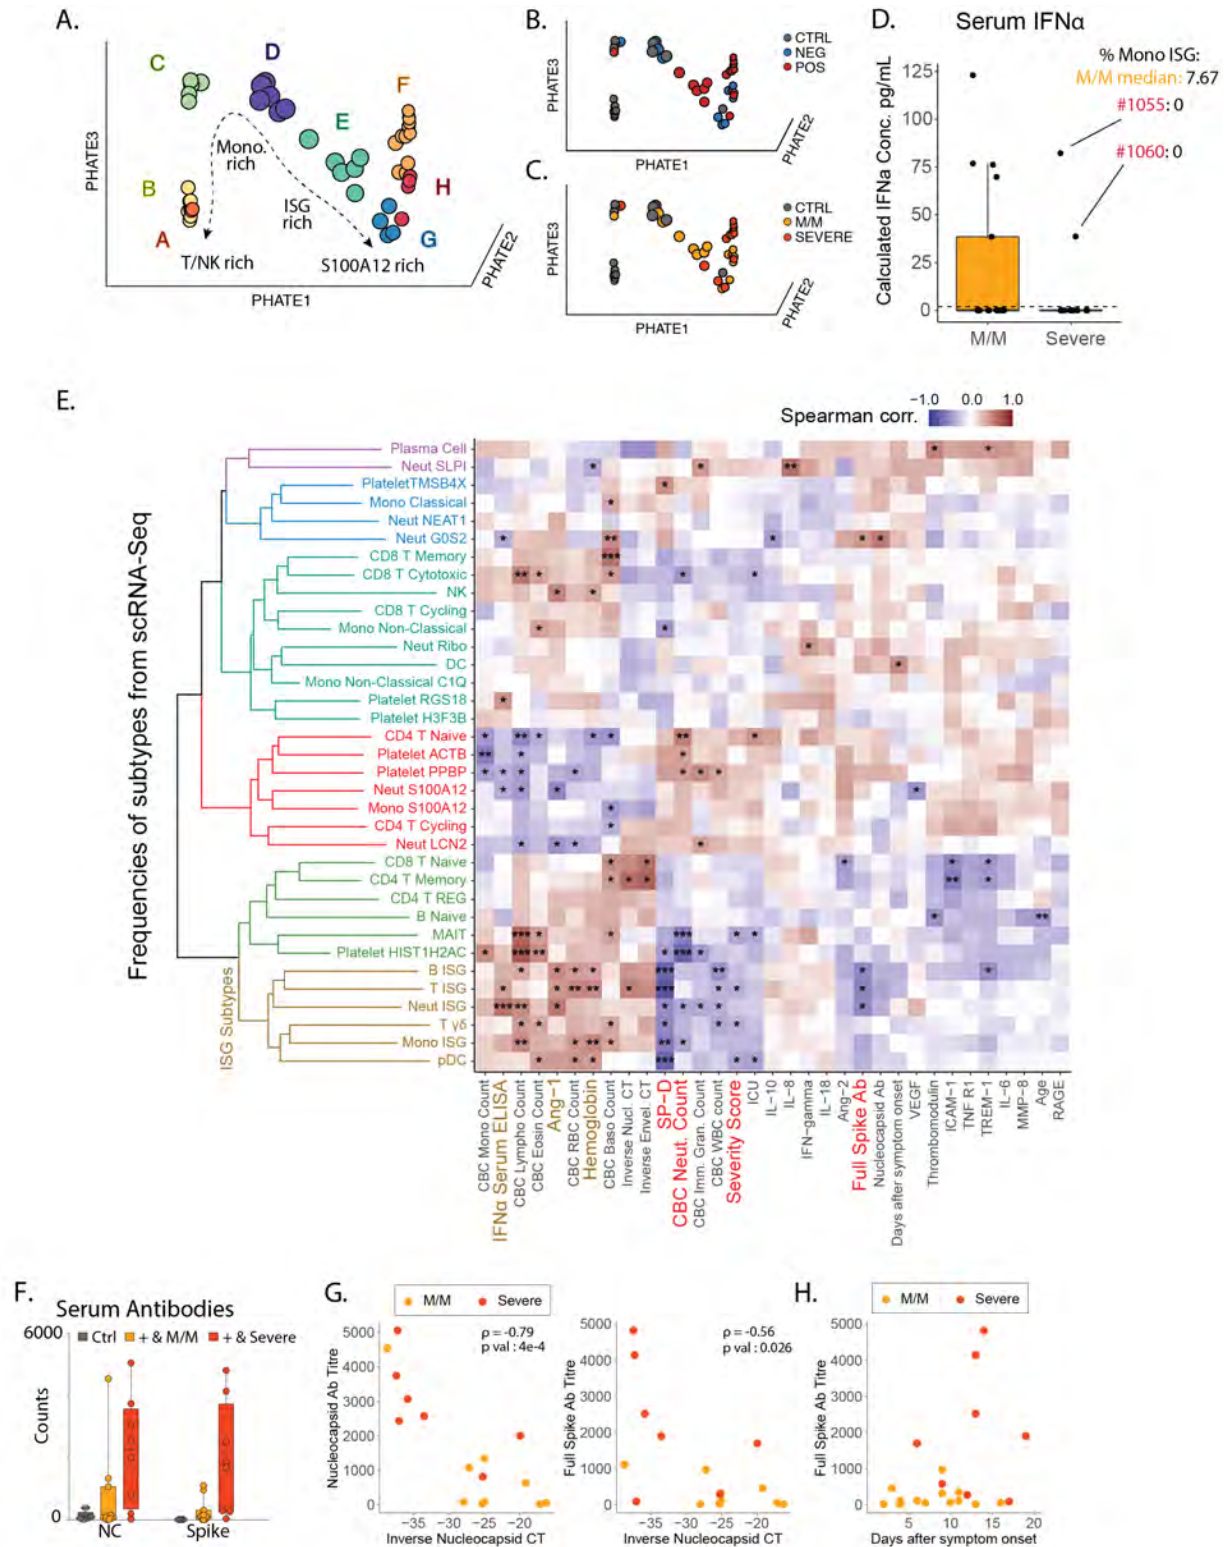 A.
C
D
F
E
B
A
H
G
Mono.
rich
ISG
rich
T/NK rich
S100A12 rich
PHATE3
PHATE1
PHATE2
B.
CTRL
NEG
POS
PHATE3
PHATE1
PHATE2
C.
CTRL
M/M
SEVERE
PHATE3
PHATE1
PHATE2
D.
Serum IFNα
% Mono ISG:
M/M median: 7.67
#1055: 0
#1060: 0
Calculated IFNa Conc. pg/mL
125
100
75
50
25
0
M/M
Severe
E.
Spearman corr.
−1.0 0.0 1.0
Frequencies of subtypes from scRNA-Seq
ISG Subtypes
Plasma Cell
Neut SLPI
PlateletTMSB4X
Mono Classical
Neut NEAT1
Neut G0S2
CD8 T Memory
CD8 T Cytotoxic
NK
CD8 T Cycling
Mono Non-Classical
Neut Ribo
DC
Mono Non-Classical C1Q
Platelet RGS18
Platelet H3F3B
CD4 T Naive
Platelet ACTB
Platelet PPBP
Neut S100A12
Mono S100A12
CD4 T Cycling
Neut LCN2
CD8 T Naive
CD4 T Memory
CD4 T REG
B Naive
MAIT
Platelet HIST1H2AC
B ISG
T ISG
Neut ISG
T γδ
Mono ISG
pDC
CBC Mono Count
IFNα Serum ELISA
CBC Lympho Count
CBC Eosin Count
Ang-1
CBC RBC Count
Hemoglobin
CBC Baso Count
Inverse Nucl. CT
Inverse Envel. CT
SP-D
CBC Neut. Count
CBC Imm. Gran. Count
CBC WBC count
Severity Score
ICU
IL-10
IL-8
IFN-gamma
IL-18
Ang-2
Full Spike Ab
Nucleocapsid Ab
Days after symptom onset
VEGF
Thrombomodulin
ICAM−1
TNF R1
TREM-1
IL-6
MMP-8
Age
RAGE
F.
Serum Antibodies
Ctrl + & M/M + & Severe
6000
0
Counts
NC
Spike
G.
M/M Severe
ρ = -0.79
p val : 4e-4
Nucleocapsid Ab Titre
5000
4000
3000
2000
1000
0
−35 −30 −25 −20
Inverse Nucleocapsid CT
ρ = -0.56
p val : 0.026
Full Spike Ab Titre
5000
4000
3000
2000
1000
0
−35 −30 −25 −20
Inverse Nucleocapsid CT
H.
M/M Severe
Full Spike Ab Titre
5000
4000
3000
2000
1000
0
5 10 15 20
Days after symptom onset